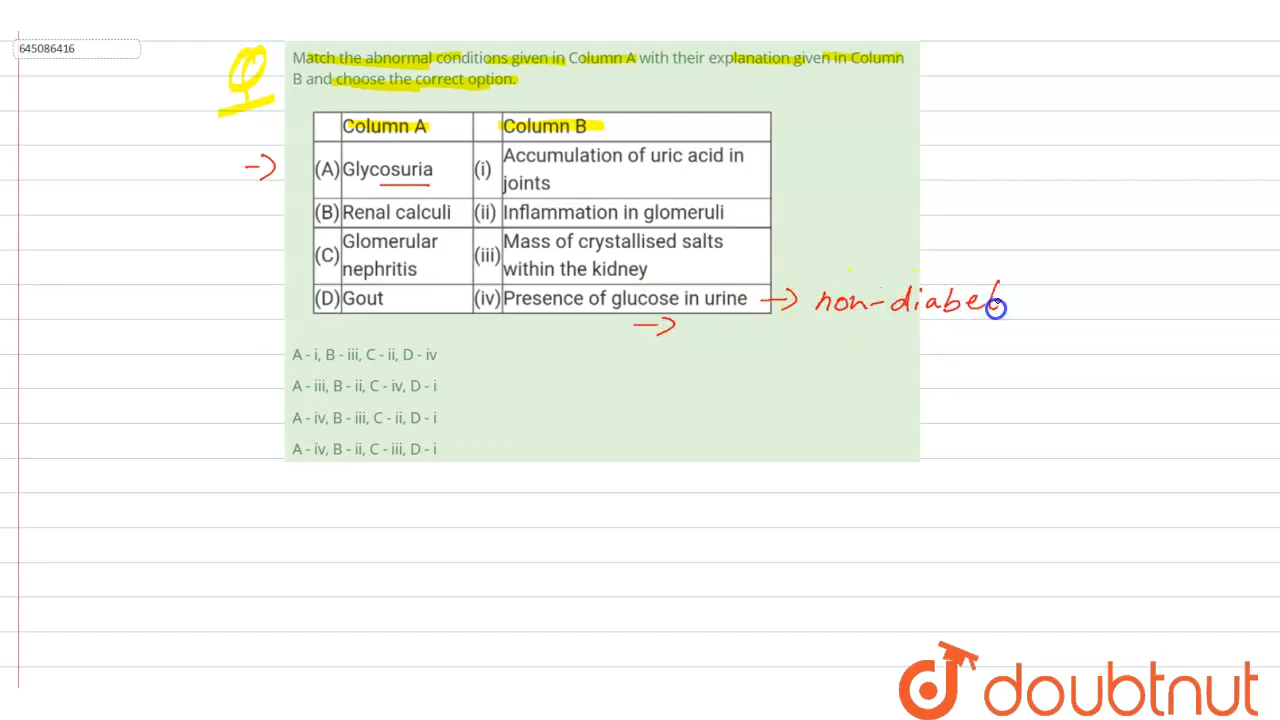 645086416
Match the abnormal conditions given in Column A with their explanation given in Column
B and choose the correct option.
Column A Column B
(A) Glycosuria (i) Accumulation of uric acid in
joints
(B) Renal calculi (ii) Inflammation in glomeruli
(C) Glomerular
nephritis (iii) Mass of crystallised salts
within the kidney
(D) Gout (iv) Presence of glucose in urine → non-diabet
A - i, B - iii, C - ii, D - iv
A - iii, B - ii, C - iv, D - i
A - iv, B - iii, C - ii, D - i
A - iv, B - ii, C - iii, D - i
doubtnut